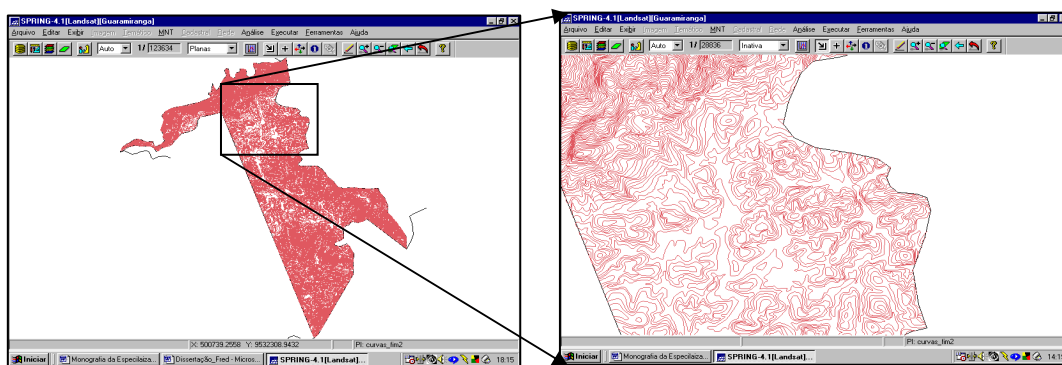 SPRING-4.1[Landsat][Guaramiranga]
Arquivo Editar Exibir Imagem Temático MNT Cadastral Rede Análise Executar Ferramentas Ajuda
Auto 1/ 123634 Planas
X: 500739.2558 Y: 9532308.9432 PI: curvas_fim2
Iniciar Monografia da Especilaiza... Dissertação_Fred - Micros... SPRING-4.1[Landsat]... 18:15
SPRING-4.1[Landsat][Guaramiranga]
Arquivo Editar Exibir Imagem Temático MNT Cadastral Rede Análise Executar Ferramentas Ajuda
Auto 1/ 28836 Inativa
PI: curvas_fim2
Iniciar Monografia da Especilaiza... SPRING-4.1[Landsat]...